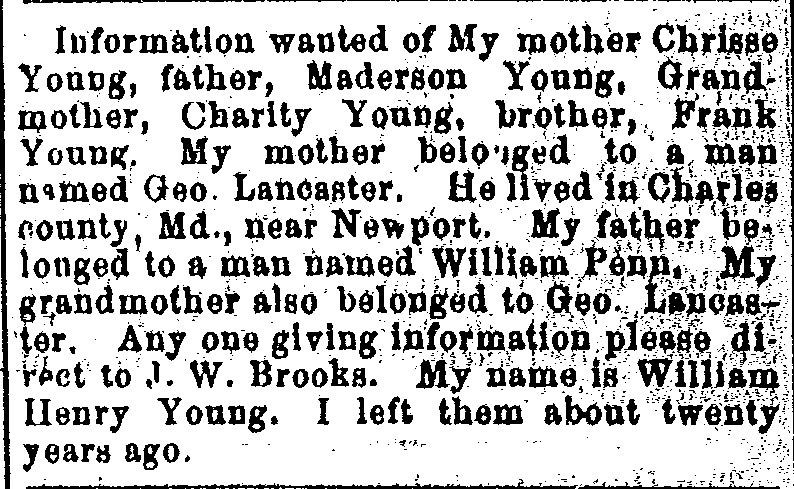 Information wanted of My mother Chrisse
Young, father, Maderson Young, Grand-
mother, Charity Young, brother, Frank
Young. My mother belonged to a man
named Geo. Lancaster. He lived in Charles
county, Md., near Newport. My father be-
longed to a man named William Penn. My
grandmother also belonged to Geo. Lancas-
ter. Any one giving information please di-
rect to J. W. Brooks. My name is William
Henry Young. I left them about twenty
years ago.